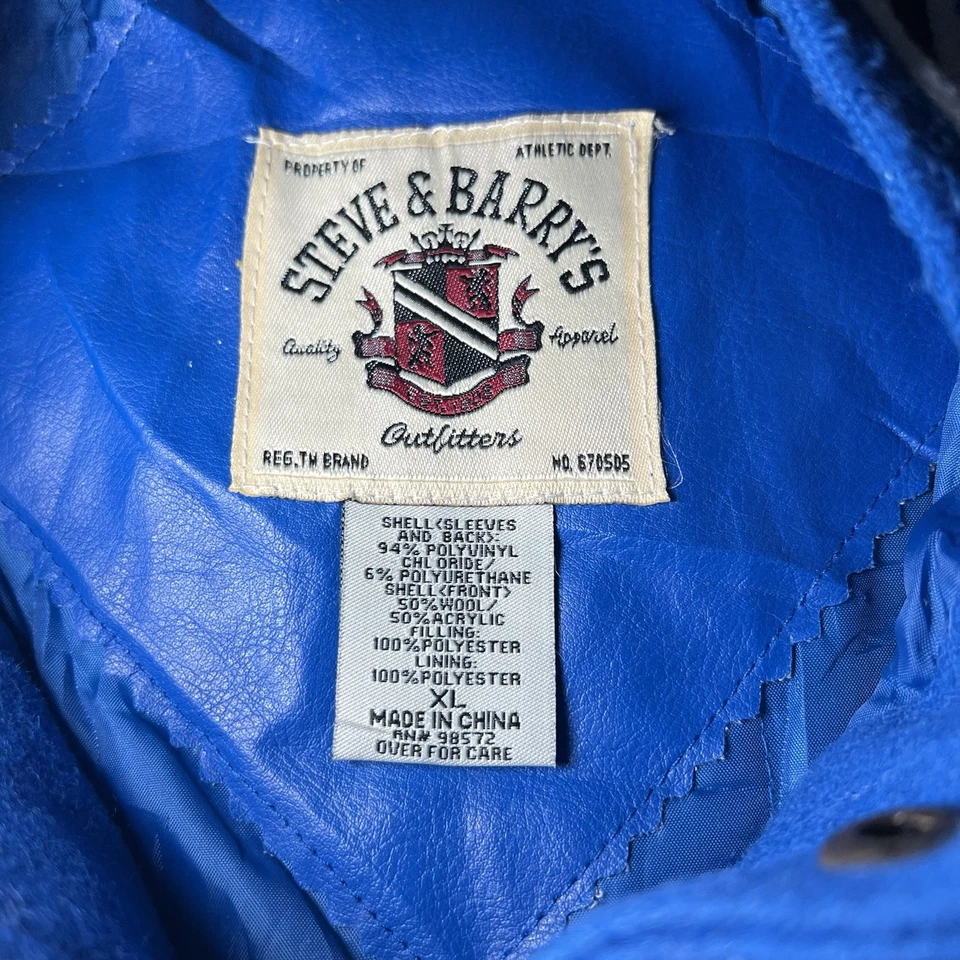 PROPERTY OF
ATHLETIC DEPT.
STEVE & BARRY'S
Quality
Apparel
Outfitters
REG.TM BRAND
NO. 670505
SHELL<SLEEVES
AND BACK>:
94% POLYVINYL
CHLORIDE/
6% POLYURETHANE
SHELL<FRONT>
50%WOOL/
50%ACRYLIC
FILLING:
100%POLYESTER
LINING:
100%POLYESTER
XL
MADE IN CHINA
RN# 98572
OVER FOR CARE